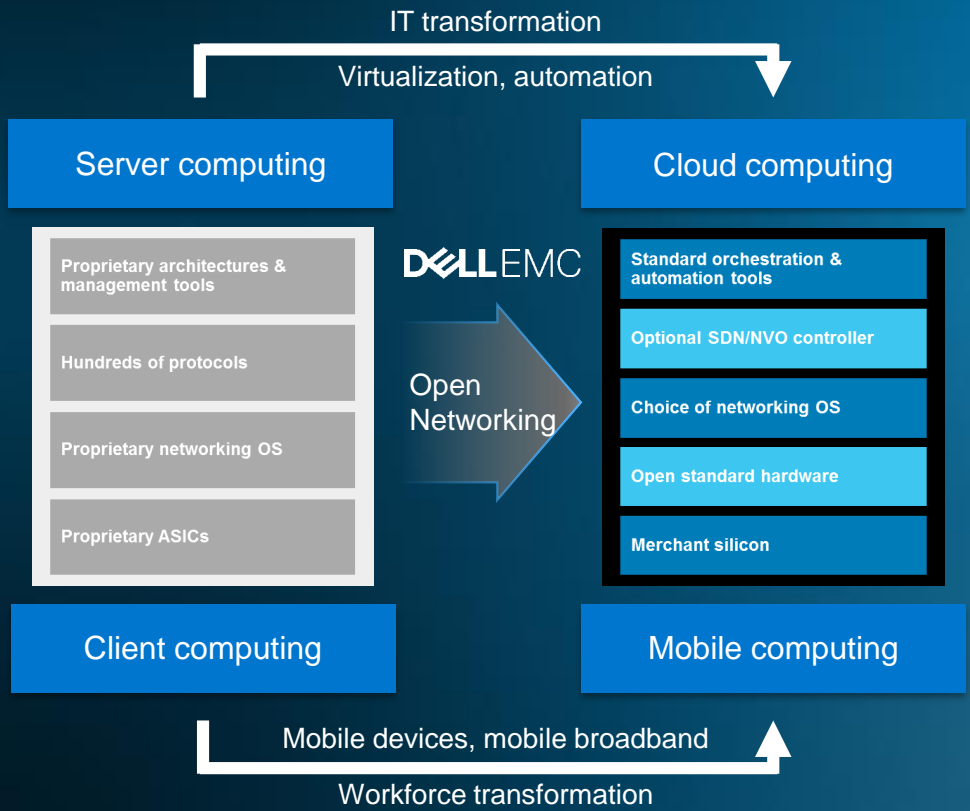 IT transformation
Virtualization, automation
Server computing
Cloud computing
Proprietary architectures &
management tools
Hundreds of protocols
Proprietary networking OS
Proprietary ASICs
DELLEMC
Open
Networking
Standard orchestration &
automation tools
Optional SDN/NVO controller
Choice of networking OS
Open standard hardware
Merchant silicon
Client computing
Mobile computing
Mobile devices, mobile broadband
Workforce transformation